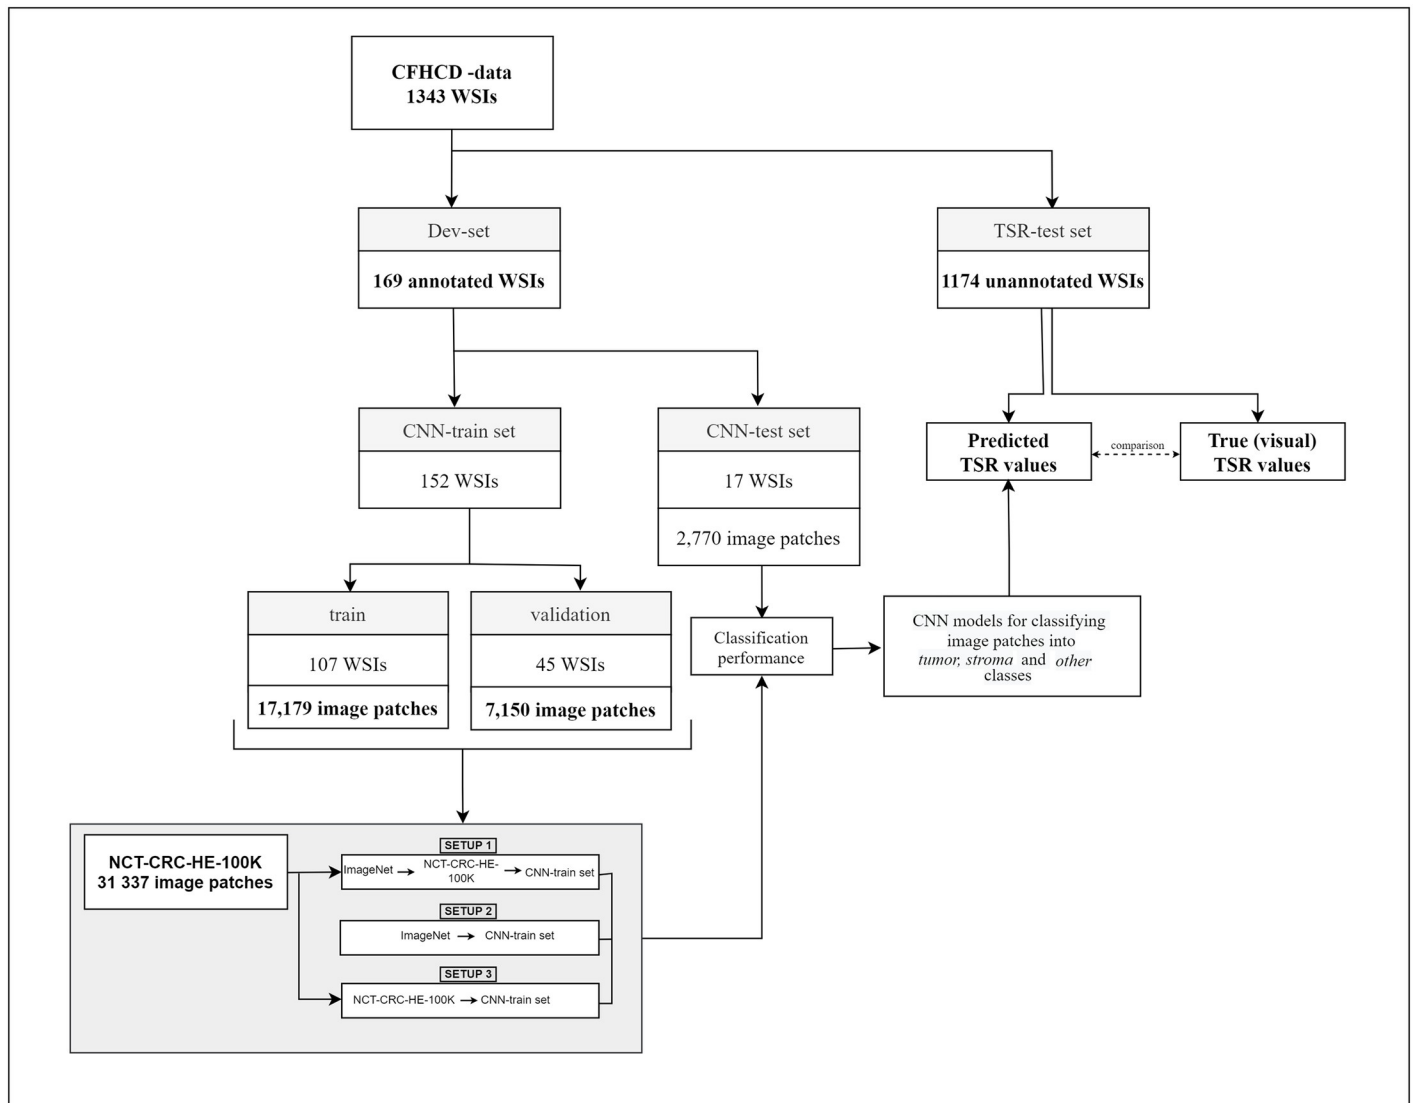 CFHCD -data
1343 WSIs
Dev-set
169 annotated WSIs
TSR-test set
1174 unannotated WSIs
CNN-train set
152 WSIs
CNN-test set
17 WSIs
2,770 image patches
Predicted
TSR values
comparison
True (visual)
TSR values
train
107 WSIs
17,179 image patches
validation
45 WSIs
7,150 image patches
Classification
performance
CNN models for classifying
image patches into
tumor, stroma and other
classes
NCT-CRC-HE-100K
31 337 image patches
SETUP 1
ImageNet
NCT-CRC-HE-
100K
CNN-train set
SETUP 2
ImageNet
CNN-train set
SETUP 3
NCT-CRC-HE-100K
CNN-train set